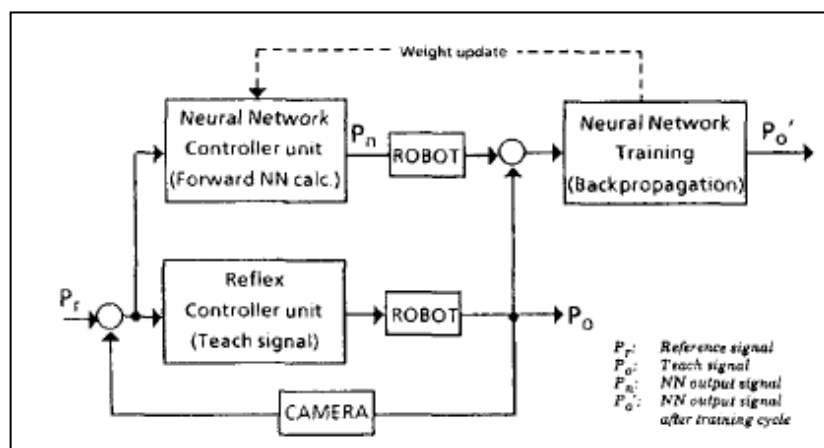 Weight update
Neural Network
Controller unit
(Forward NN calc.)
Pn
ROBOT
Neural Network
Training
(Backpropagation)
Po'
Pr
Reflex
Controller unit
(Teach signal)
ROBOT
Po
CAMERA
Pr: Reference signal
Po: Teach signal
Pn: NN output signal
Po': NN output signal
after training cycle